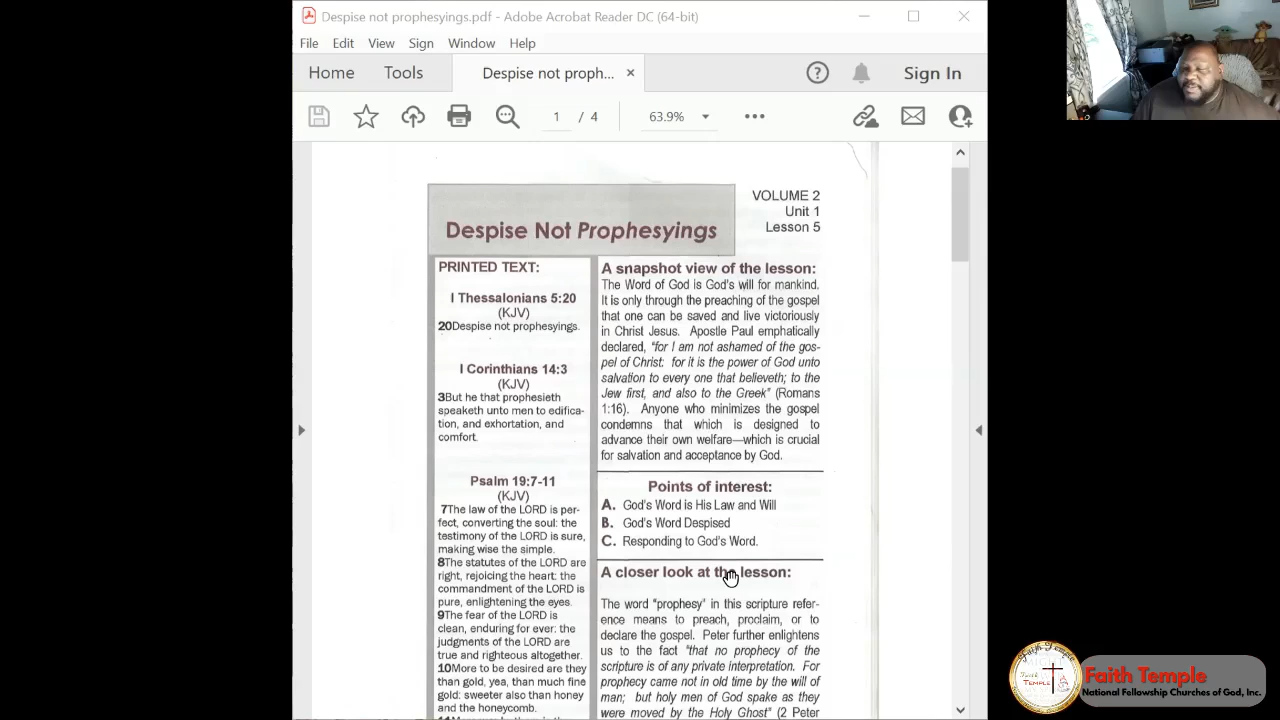 Despise not prophesyings.pdf - Adobe Acrobat Reader DC (64-bit)
File Edit View Sign Window Help
Home Tools Despise not proph... Sign In
1 / 4 63.9%
VOLUME 2
Unit 1
Lesson 5
Despise Not Prophesyings
PRINTED TEXT:
I Thessalonians 5:20
(KJV)
20Despise not prophesyings.
I Corinthians 14:3
(KJV)
3But he that prophesieth
speaketh unto men to edifica-
tion, and exhortation, and
comfort.
Psalm 19:7-11
(KJV)
7The law of the LORD is per-
fect, converting the soul: the
testimony of the LORD is sure,
making wise the simple.
8The statutes of the LORD are
right, rejoicing the heart: the
commandment of the LORD is
pure, enlightening the eyes.
9The fear of the LORD is
clean, enduring for ever: the
judgments of the LORD are
true and righteous altogether.
10More to be desired are they
than gold, yea, than much fine
gold: sweeter also than honey
and the honeycomb.
A snapshot view of the lesson:
The Word of God is God's will for mankind.
It is only through the preaching of the gospel
that one can be saved and live victoriously
in Christ Jesus. Apostle Paul emphatically
declared, "for I am not ashamed of the gos-
pel of Christ: for it is the power of God unto
salvation to every one that believeth; to the
Jew first, and also to the Greek" (Romans
1:16). Anyone who minimizes the gospel
condemns that which is designed to
advance their own welfare—which is crucial
for salvation and acceptance by God.
Points of interest:
A. God's Word is His Law and Will
B. God's Word Despised
C. Responding to God's Word.
A closer look at the lesson:
The word "prophesy" in this scripture refer-
ence means to preach, proclaim, or to
declare the gospel. Peter further enlightens
us to the fact "that no prophecy of the
scripture is of any private interpretation. For
prophecy came not in old time by the will of
man; but holy men of God spake as they
were moved by the Holy Ghost" (2 Peter
Faith Temple
National Fellowship Churches of God, Inc.
Faith Temple
TEMPLE